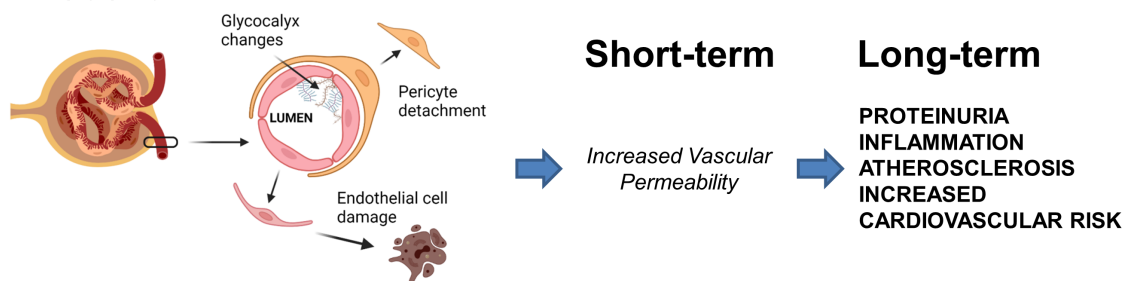 Glycocalyx
changes
Pericyte
detachment
LUMEN
Endothelial cell
damage
Short-term
Increased Vascular
Permeability
Long-term
PROTEINURIA
INFLAMMATION
ATHEROSCLEROSIS
INCREASED
CARDIOVASCULAR RISK